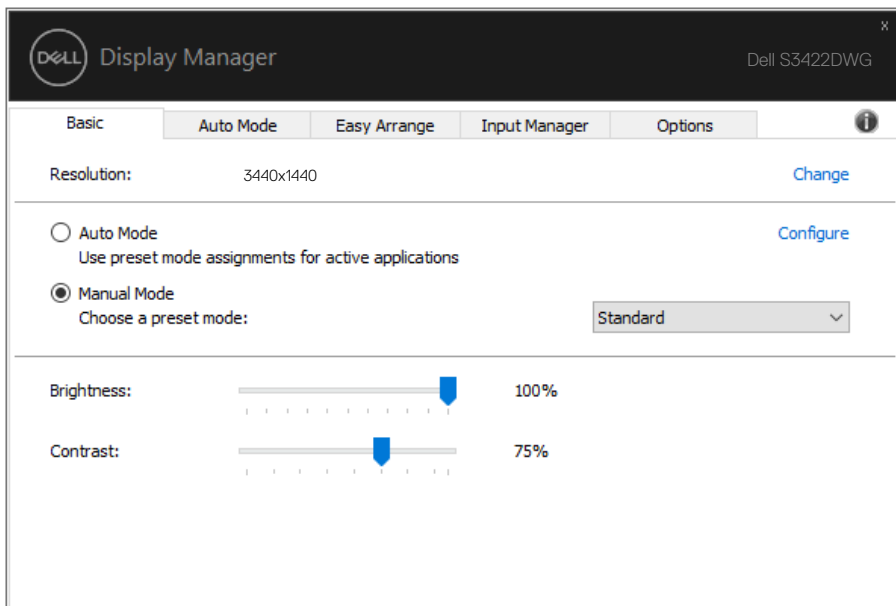 x
DELL Display Manager
Dell S3422DWG
Basic Auto Mode Easy Arrange Input Manager Options
Resolution: 3440x1440 Change
Auto Mode Configure
Use preset mode assignments for active applications
Manual Mode
Choose a preset mode: Standard
Brightness: 100%
Contrast: 75%